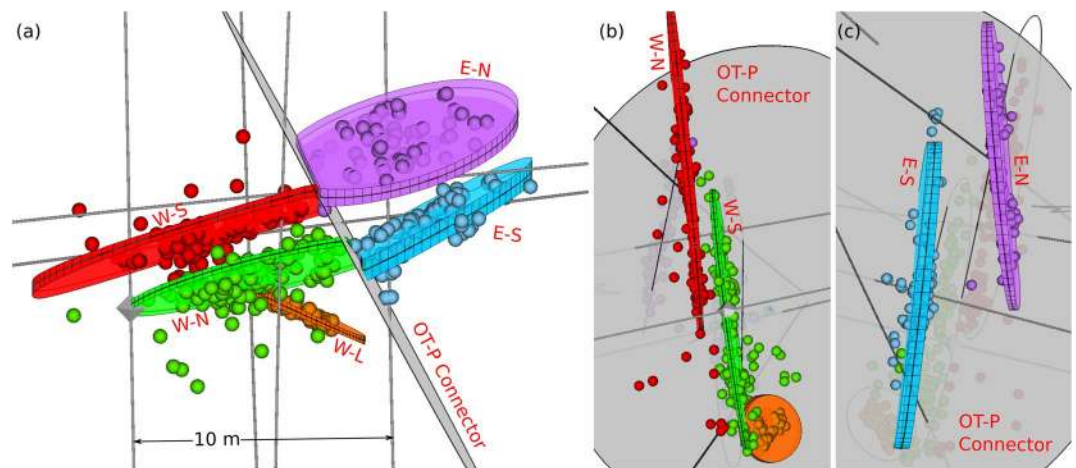 (a)
E-N
W-S
E-S
W-N
W-L
OT-P Connector
10 m
(b)
W-N
OT-P
Connector
W-S
(c)
E-S
E-N
OT-P
Connector